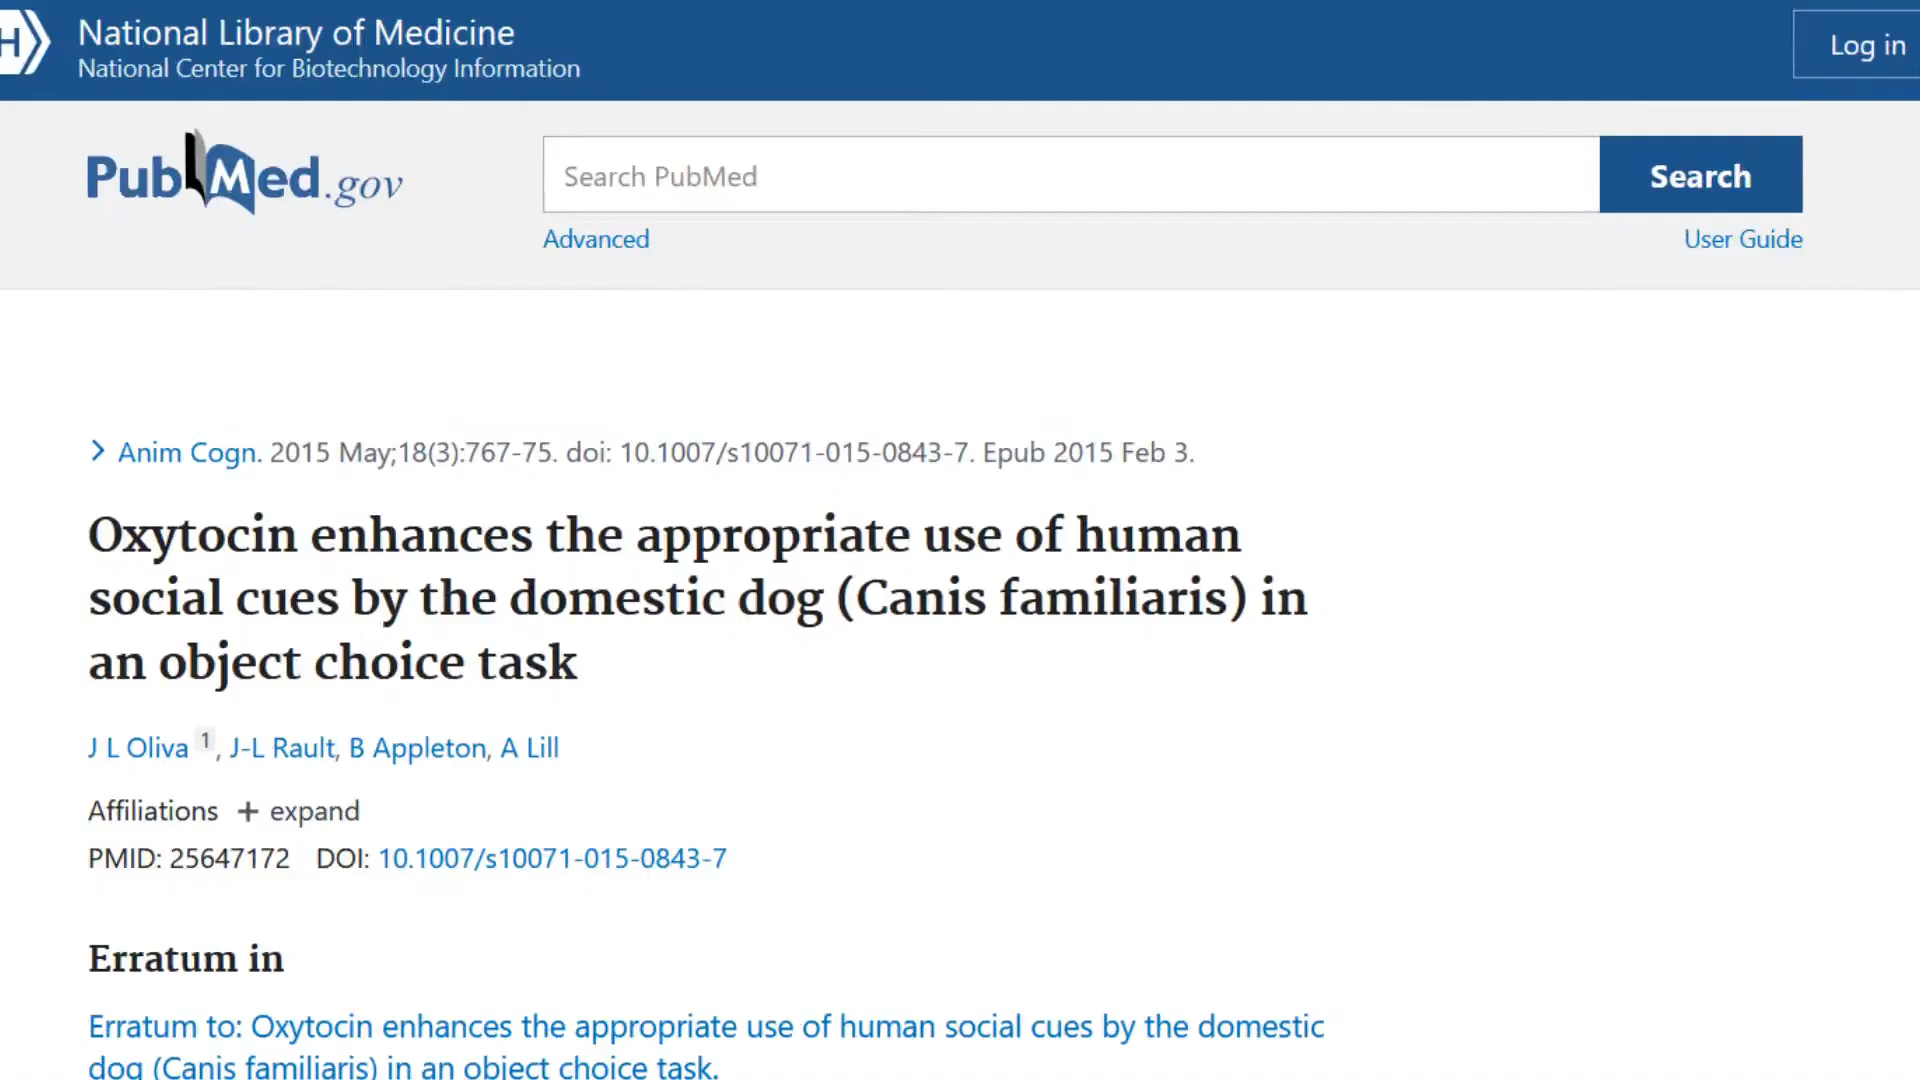 H
National Library of Medicine
National Center for Biotechnology Information
Log in
PubMed.gov
Search PubMed
Search
Advanced
User Guide
> Anim Cogn. 2015 May;18(3):767-75. doi: 10.1007/s10071-015-0843-7. Epub 2015 Feb 3.
Oxytocin enhances the appropriate use of human
social cues by the domestic dog (Canis familiaris) in
an object choice task
J L Oliva 1, J-L Rault, B Appleton, A Lill
Affiliations + expand
PMID: 25647172 DOI: 10.1007/s10071-015-0843-7
Erratum in
Erratum to: Oxytocin enhances the appropriate use of human social cues by the domestic
dog (Canis familiaris) in an object choice task.